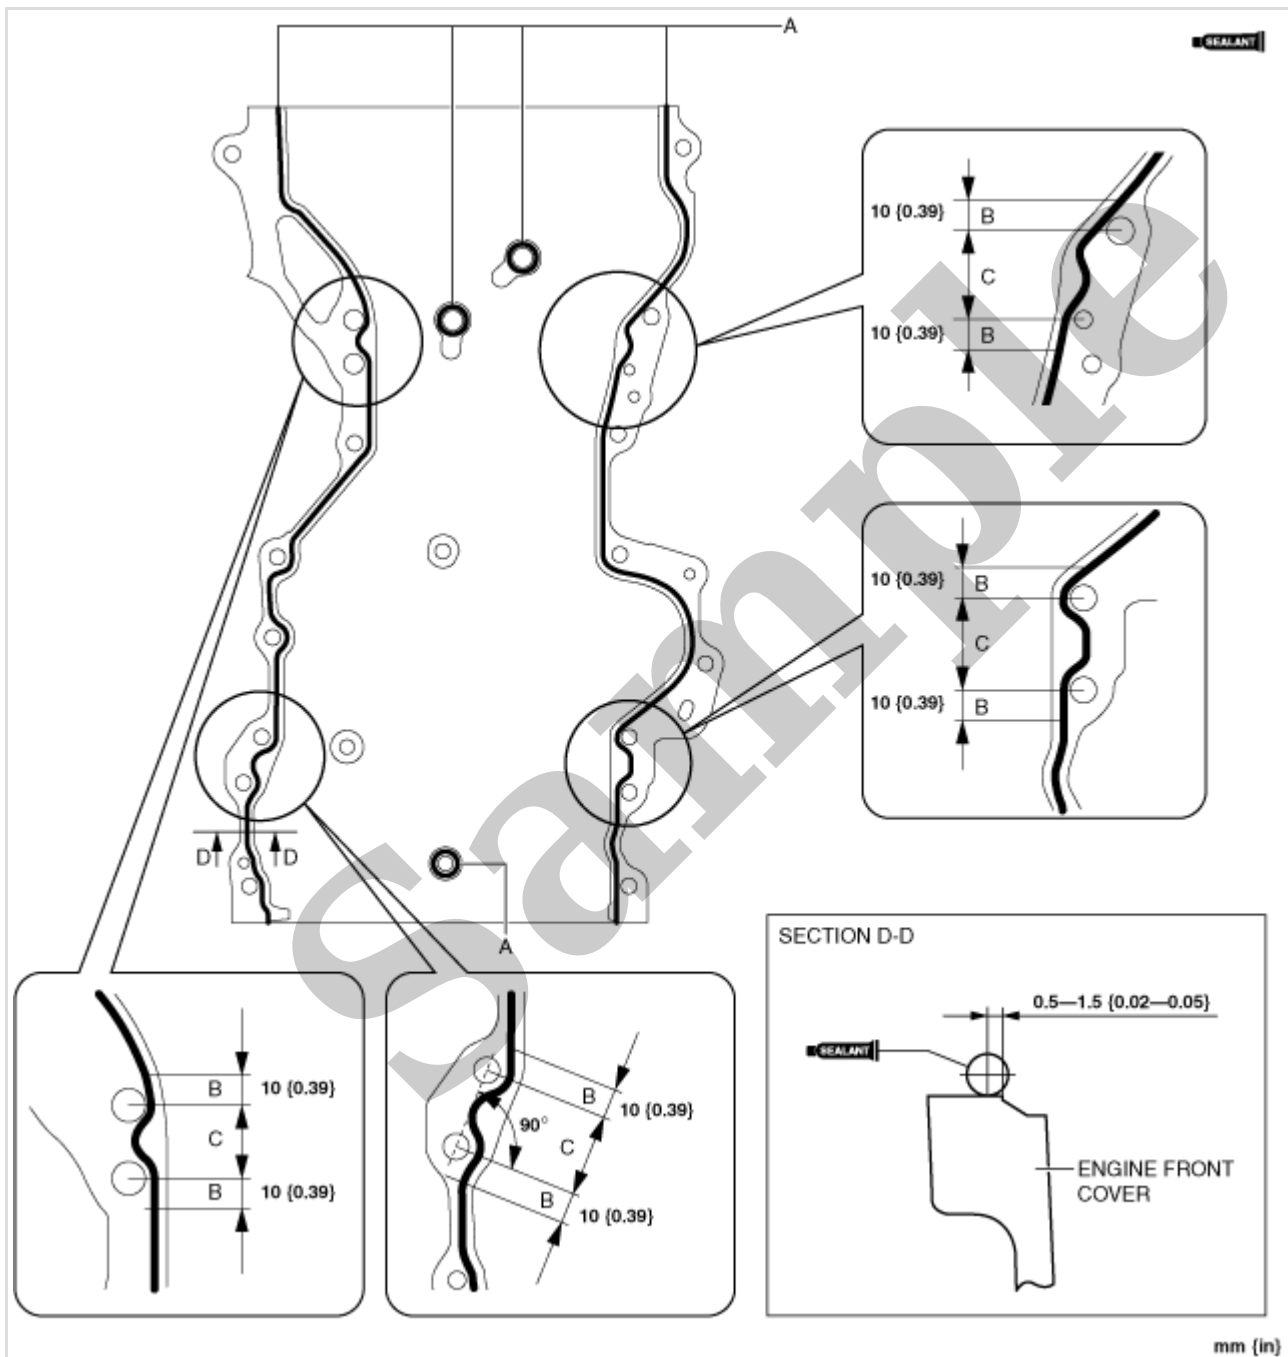 A
SEALANT
10 {0.39}
B
C
10 {0.39}
B
10 {0.39}
B
C
10 {0.39}
B
D D
A
B
10 {0.39}
C
B
10 {0.39}
B
10 {0.39}
90°
C
B
10 {0.39}
SECTION D-D
0.5—1.5 {0.02—0.05}
SEALANT
ENGINE FRONT
COVER
mm {in}
Sample